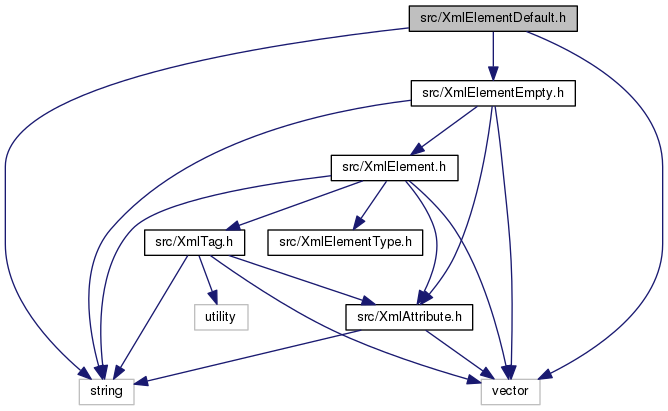 src/XmlElementDefault.h
src/XmlElementEmpty.h
src/XmlElement.h
src/XmlTag.h
src/XmlElementType.h
utility
src/XmlAttribute.h
string
vector